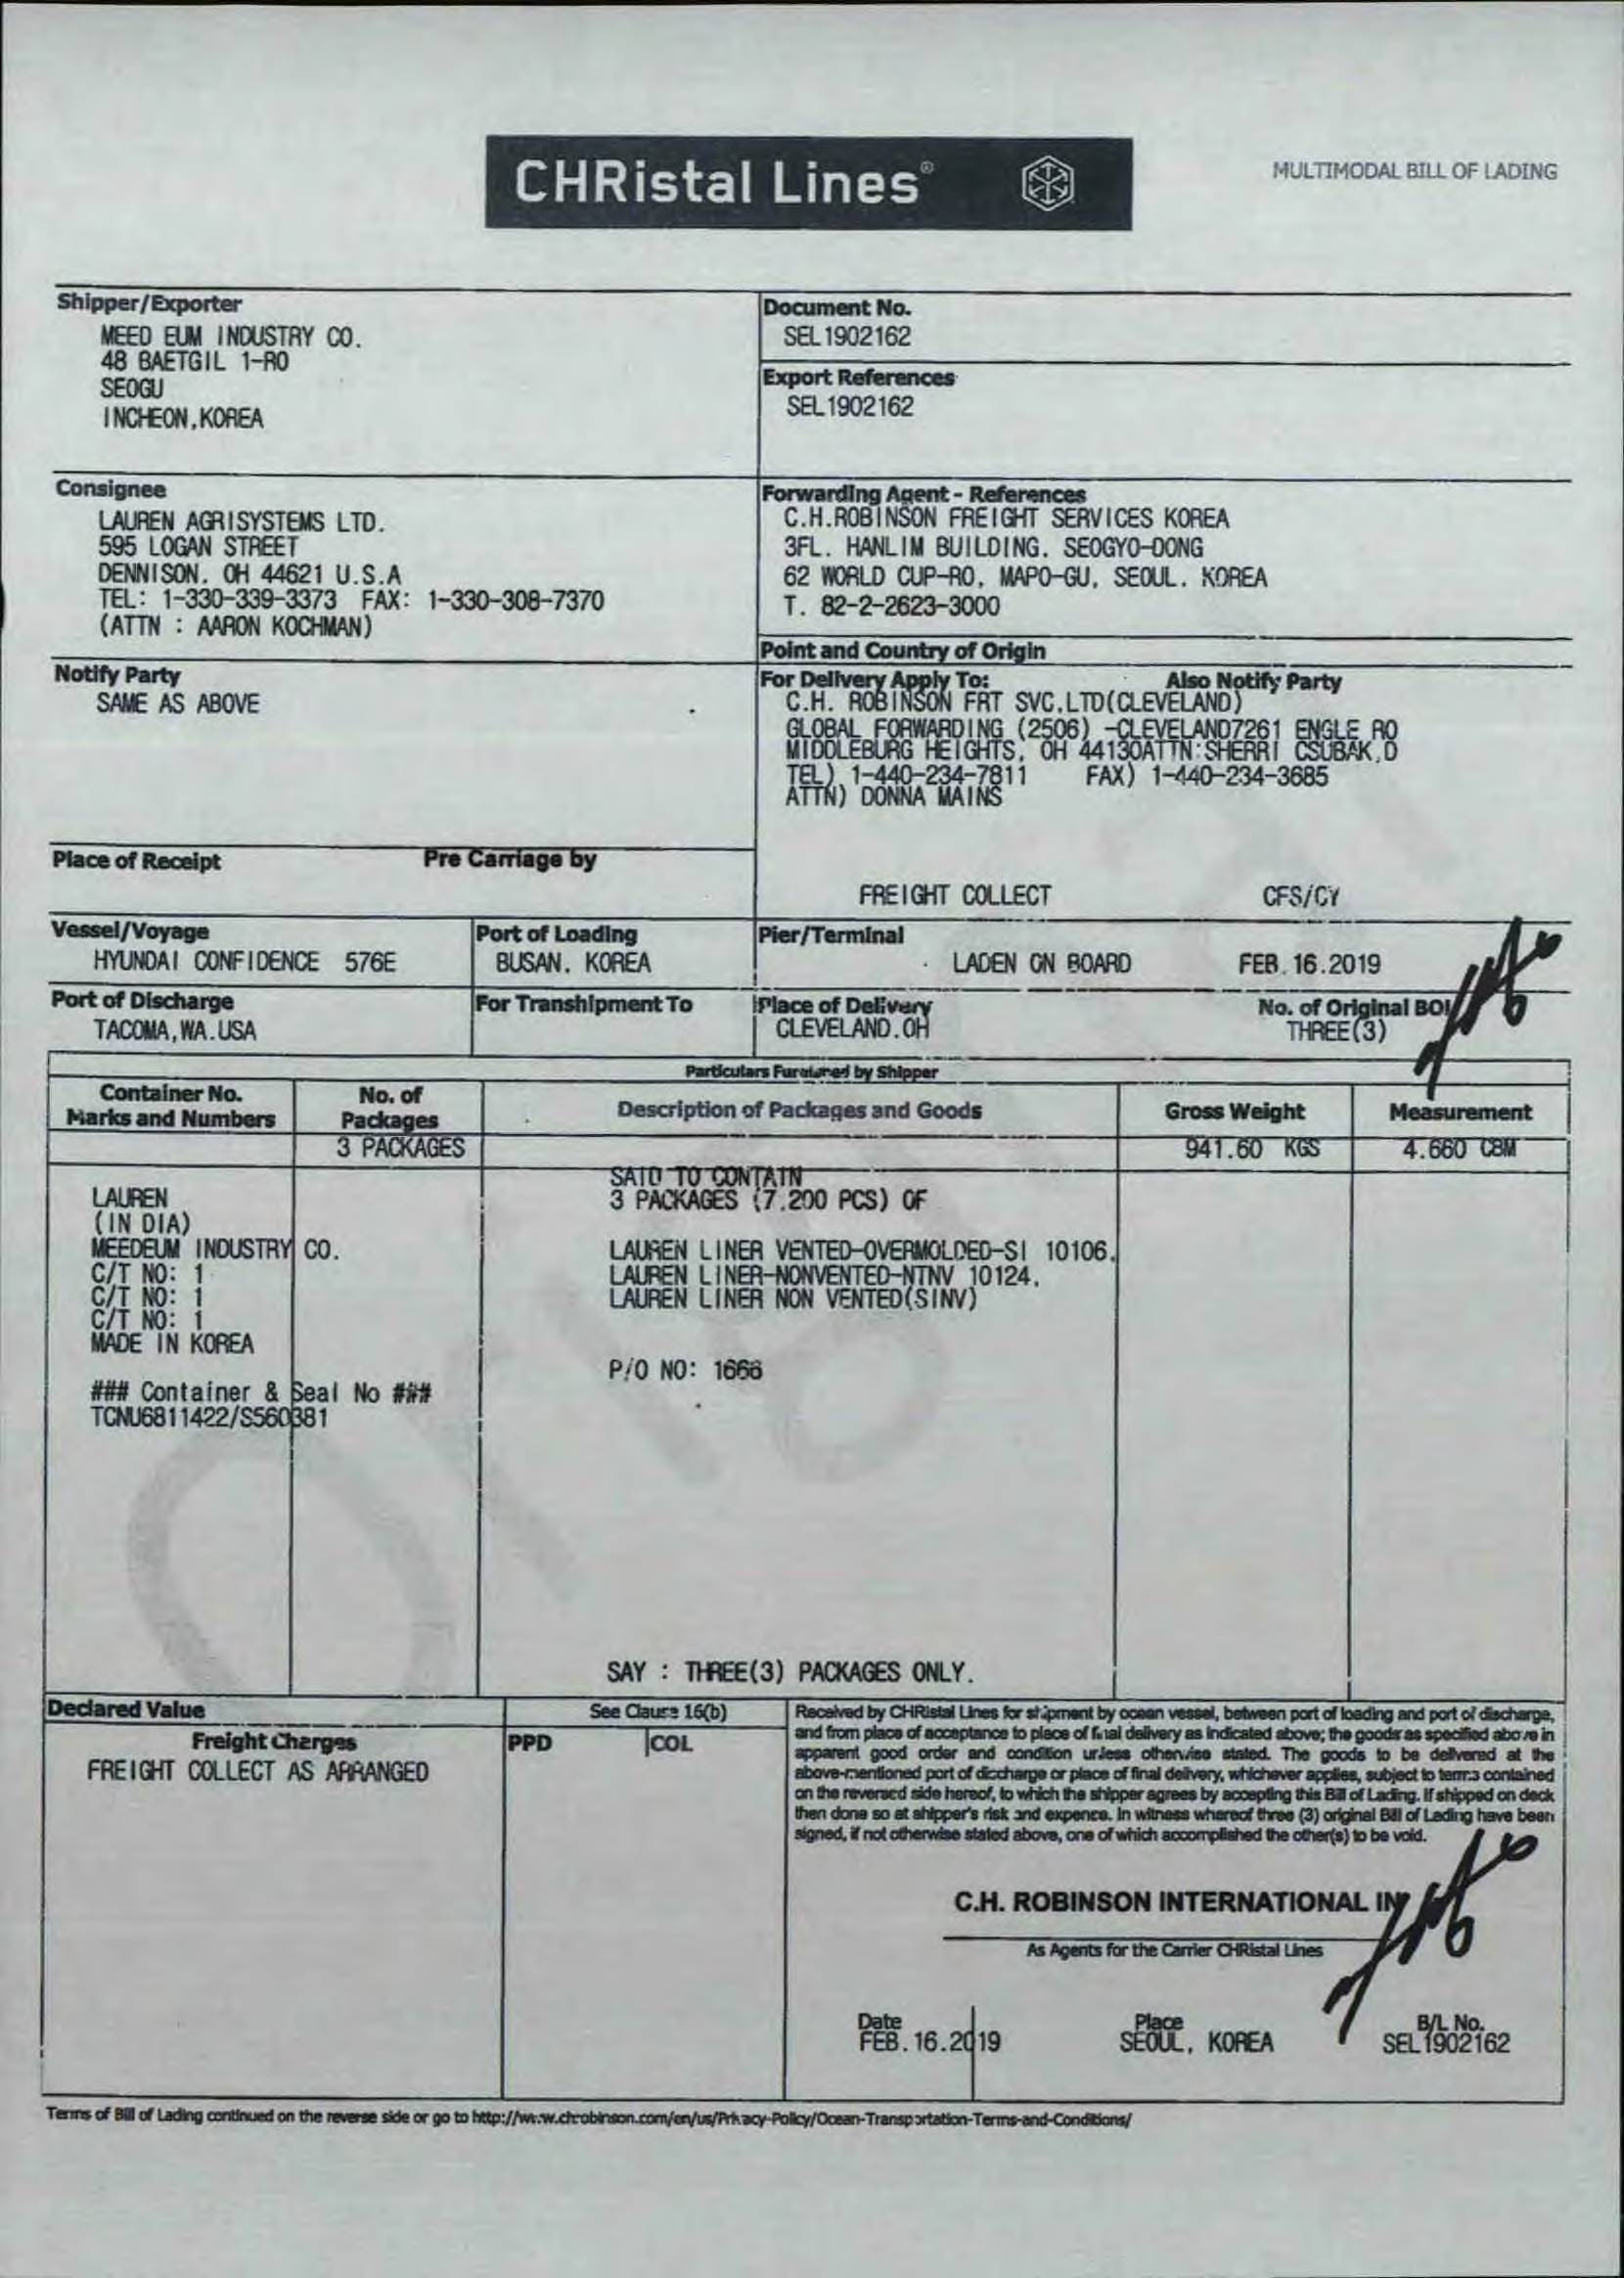 CHRistal Lines®
MULTIMODAL BILL OF LADING
Shipper/Exporter
MEED EUM INDUSTRY CO.
48 BAETGIL 1-RO
SEOGU
INCHEON,KOREA
Document No.
SEL1902162
Export References
SEL1902162
Consignee
LAUREN AGRISYSTEMS LTD.
595 LOGAN STREET
DENNISON. OH 44621 U.S.A
TEL: 1-330-339-3373 FAX: 1-330-308-7370
(ATTN : AARON KOCHMAN)
Forwarding Agent - References
C.H.ROBINSON FREIGHT SERVICES KOREA
3FL. HANLIM BUILDING. SEOGYO-DONG
62 WORLD CUP-RO, MAPO-GU, SEOUL. KOREA
T. 82-2-2623-3000
Point and Country of Origin
Notify Party
SAME AS ABOVE
For Delivery Apply To: Also Notify Party
C.H. ROBINSON FRT SVC.LTD(CLEVELAND)
GLOBAL FORWARDING (2506) -CLEVELAND7261 ENGLE RO
MIDDLEBURG HEIGHTS, OH 44130ATTN:SHERRI CSUBAK,D
TEL) 1-440-234-7811 FAX) 1-440-234-3685
ATTN) DONNA MAINS
Place of Receipt Pre Carriage by
FREIGHT COLLECT CFS/CY
Vessel/Voyage
HYUNDAI CONFIDENCE 576E
Port of Loading
BUSAN. KOREA
Pier/Terminal
LADEN ON BOARD FEB.16.2019
Port of Discharge
TACOMA,WA.USA
For Transhipment To
Place of Delivery
CLEVELAND.OH
No. of Original BOL
THREE(3)
Particulars Furnished by Shipper
Container No.
Marks and Numbers
No. of
Packages
Description of Packages and Goods
Gross Weight
Measurement
3 PACKAGES
941.60 KGS
4.660 CBM
LAUREN
(IN DIA)
MEEDEUM INDUSTRY CO.
C/T NO: 1
C/T NO: 1
C/T NO: 1
MADE IN KOREA
### Container & Seal No ###
TCNU6811422/S560381
SAID TO CONTAIN
3 PACKAGES (7,200 PCS) OF
LAUREN LINER VENTED-OVERMOLDED-SI 10106,
LAUREN LINER-NONVENTED-NTNV 10124,
LAUREN LINER NON VENTED(SINV)
P/O NO: 1666
SAY : THREE(3) PACKAGES ONLY.
Original
Declared Value
See Clause 16(b)
Freight Charges
PPD
COL
FREIGHT COLLECT AS ARRANGED
Received by CHRistal Lines for shipment by ocean vessel, between port of loading and port of discharge,
and from place of acceptance to place of final delivery as indicated above; the goods as specified above in
apparent good order and condition unless otherwise stated. The goods to be delivered at the
above-mentioned port of discharge or place of final delivery, whichever applies, subject to terms contained
on the reversed side hereof, to which the shipper agrees by accepting this Bill of Lading. If shipped on deck
then done so at shipper's risk and expence. In witness whereof three (3) original Bill of Lading have been
signed, if not otherwise stated above, one of which accomplished the other(s) to be void.
C.H. ROBINSON INTERNATIONAL IN
As Agents for the Carrier CHRistal Lines
Date
FEB.16.2019
Place
SEOUL, KOREA
B/L No.
SEL1902162
Terms of Bill of Lading continued on the reverse side or go to http://www.chrobinson.com/en/us/Privacy-Policy/Ocean-Transportation-Terms-and-Conditions/